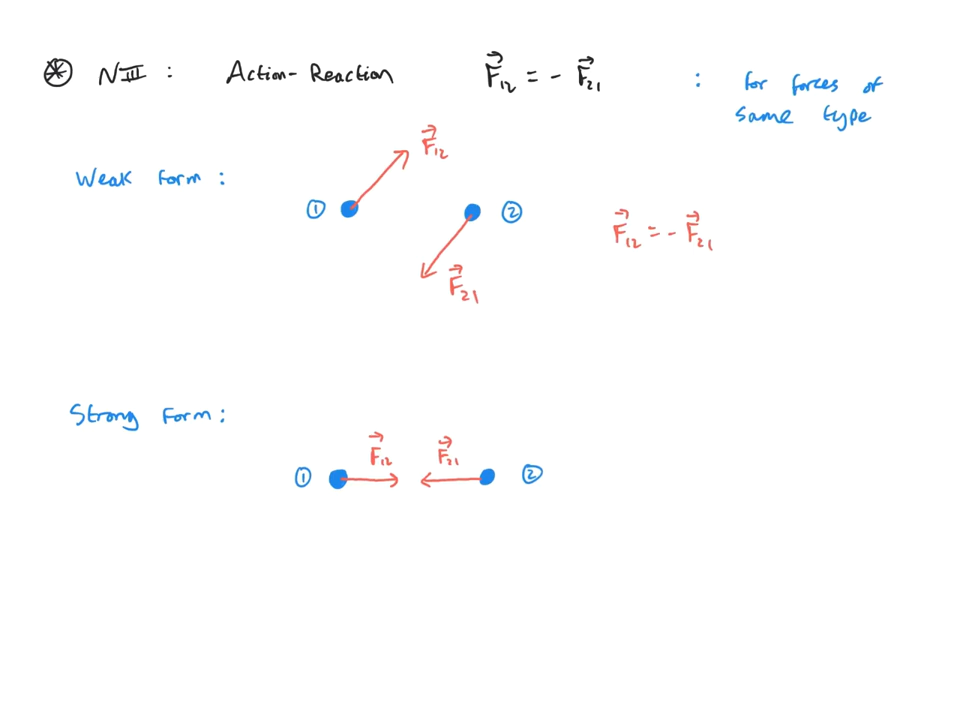 ⊛ NIII : Action-Reaction F⃗₁₂ = - F⃗₂₁ : for forces of
same type
F⃗₁₂
Weak form :
① ②
F⃗₁₂ = - F⃗₂₁
F⃗₂₁
Strong form :
F⃗₁₂ F⃗₂₁
① ②